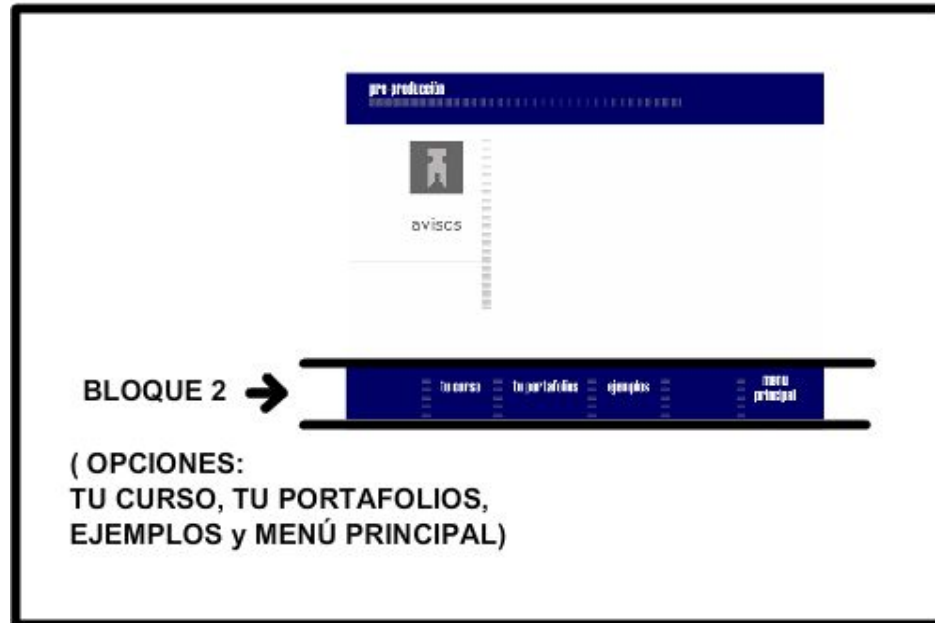 pre-producción
avisos
BLOQUE 2
tu curso tu portafolios ejemplos menu
principal
( OPCIONES:
TU CURSO, TU PORTAFOLIOS,
EJEMPLOS y MENÚ PRINCIPAL)